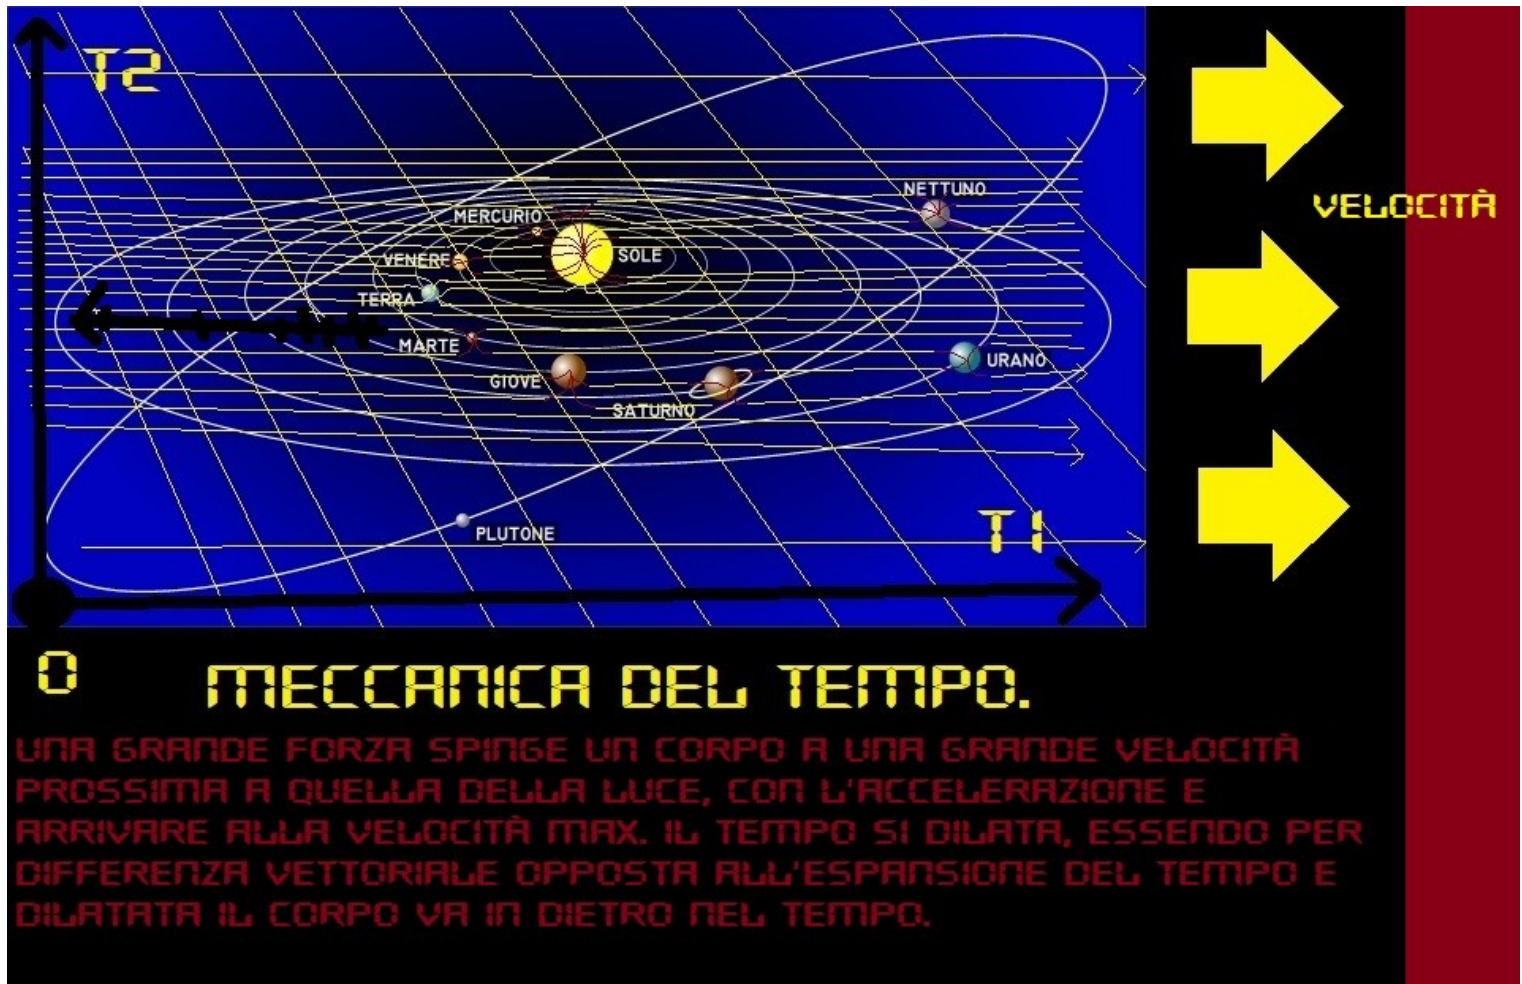 T2
NETTUNO
VELOCITÀ
MERCURIO
SOLE
VENERE
TERRA
MARTE
URANO
GIOVE
SATURNO
T1
PLUTONE
0
MECCANICA DEL TEMPO.
UNA GRANDE FORZA SPINGE UN CORPO A UNA GRANDE VELOCITÀ
PROSSIMA A QUELLA DELLA LUCE, CON L'ACCELERAZIONE E
ARRIVARE ALLA VELOCITÀ MAX. IL TEMPO SI DILATA, ESSENDO PER
DIFFERENZA VETTORIALE OPPOSTA ALL'ESPANSIONE DEL TEMPO E
DILATATA IL CORPO VA IN DIETRO NEL TEMPO.